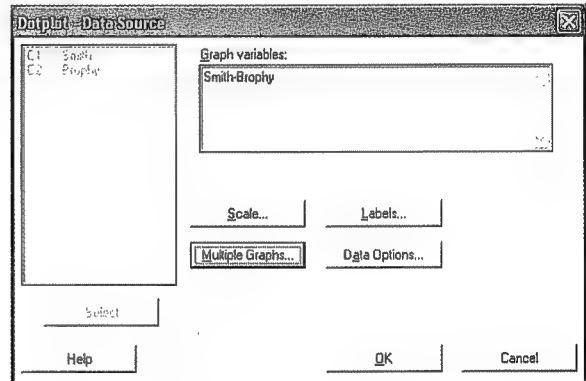 Dotplot - Data Source
C1 Smith
C2 Brophy
Graph variables:
Smith-Brophy
Scale...
Labels...
Multiple Graphs...
Data Options...
Select
Help
OK
Cancel